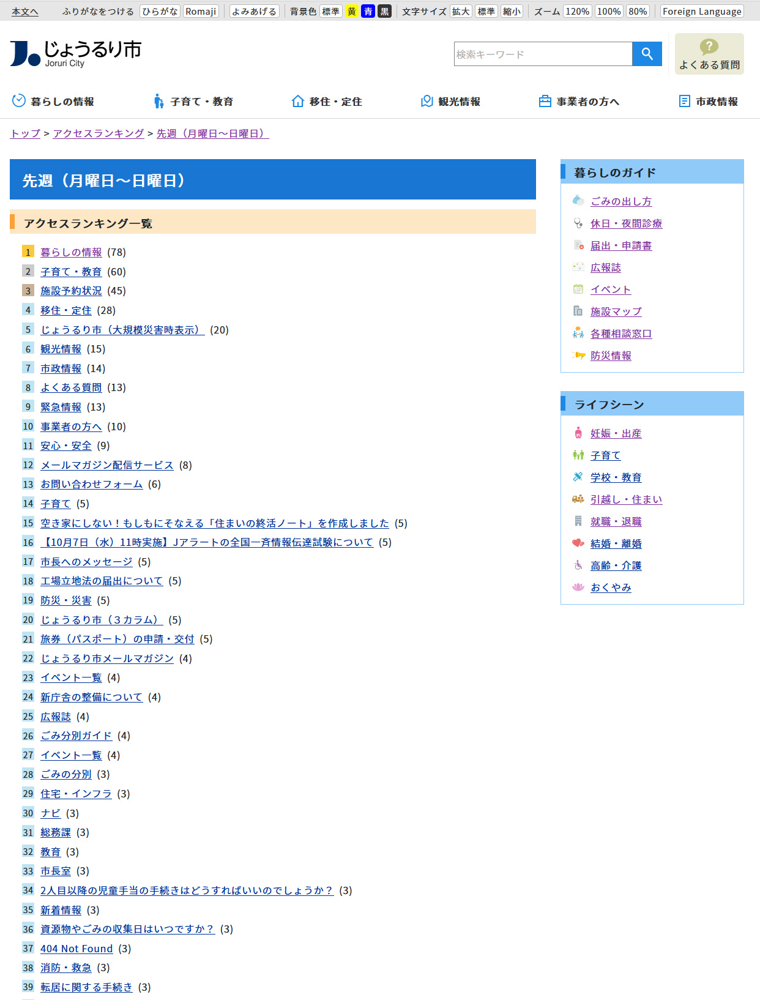 本文へ ふりがなをつける ひらがな Romaji よみあげる 背景色 標準 黄 青 黒 文字サイズ 拡大 標準 縮小 ズーム 120% 100% 80% Foreign Language
じょうるり市
Joruri City
検索キーワード
?
よくある質問
暮らしの情報 子育て・教育 移住・定住 観光情報 事業者の方へ 市政情報
トップ > アクセスランキング > 先週（月曜日～日曜日）
先週（月曜日～日曜日）
アクセスランキング一覧
1 暮らしの情報 (78)
2 子育て・教育 (60)
3 施設予約状況 (45)
4 移住・定住 (28)
5 じょうるり市（大規模災害時表示） (20)
6 観光情報 (15)
7 市政情報 (14)
8 よくある質問 (13)
9 緊急情報 (13)
10 事業者の方へ (10)
11 安心・安全 (9)
12 メールマガジン配信サービス (8)
13 お問い合わせフォーム (6)
14 子育て (5)
15 空き家にしない！もしもにそなえる「住まいの終活ノート」を作成しました (5)
16 【10月7日（水）11時実施】Jアラートの全国一斉情報伝達試験について (5)
17 市長へのメッセージ (5)
18 工場立地法の届出について (5)
19 防災・災害 (5)
20 じょうるり市（３カラム） (5)
21 旅券（パスポート）の申請・交付 (5)
22 じょうるり市メールマガジン (4)
23 イベント一覧 (4)
24 新庁舎の整備について (4)
25 広報誌 (4)
26 ごみ分別ガイド (4)
27 イベント一覧 (4)
28 ごみの分別 (3)
29 住宅・インフラ (3)
30 ナビ (3)
31 総務課 (3)
32 教育 (3)
33 市長室 (3)
34 2人目以降の児童手当の手続きはどうすればいいのでしょうか？ (3)
35 新着情報 (3)
36 資源物やごみの収集日はいつですか？ (3)
37 404 Not Found (3)
38 消防・救急 (3)
39 転居に関する手続き (3)
暮らしのガイド
ごみの出し方
休日・夜間診療
届出・申請書
広報誌
イベント
施設マップ
各種相談窓口
防災情報
ライフシーン
妊娠・出産
子育て
学校・教育
引越し・住まい
就職・退職
結婚・離婚
高齢・介護
おくやみ